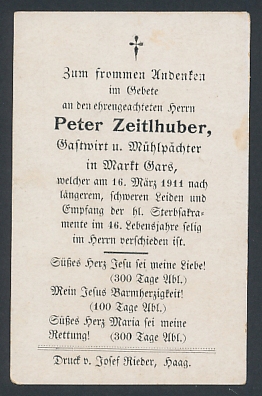 Zum frommen Andenken
im Gebete
an den ehrengeachteten Herrn
Peter Zeitlhuber,
Gastwirt u. Mühlpächter
in Markt Gars,
welcher am 16. März 1911 nach
längerem, schweren Leiden und
Empfang der hl. Sterbsakra-
mente im 46. Lebensjahre selig
im Herrn verschieden ist.
Süßes Herz Jesu sei meine Liebe!
(300 Tage Abl.)
Mein Jesus Barmherzigkeit!
(100 Tage Abl.)
Süßes Herz Maria sei meine
Rettung! (300 Tage Abl.)
Druck v. Josef Rieder, Haag.